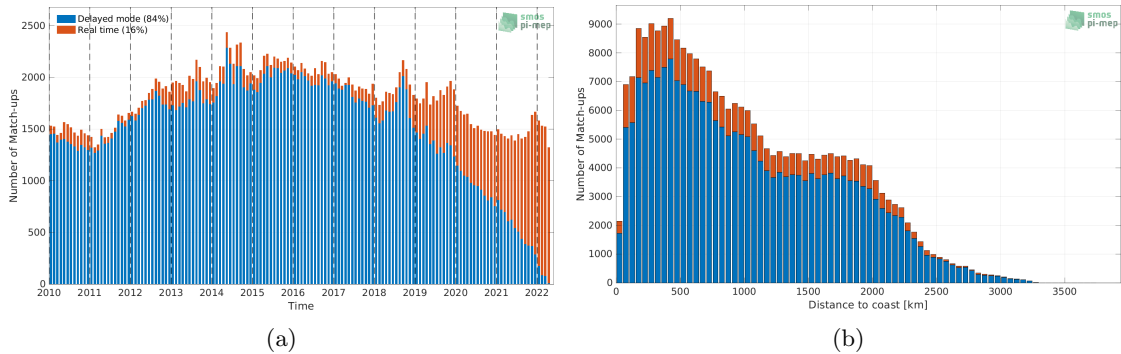 Delayed mode (84%)
Real time (16%)
smos
pi-mep
Number of Match-ups
2500
2000
1500
1000
500
0
2010 2011 2012 2013 2014 2015 2016 2017 2018 2019 2020 2021 2022
Time
(a)
smos
pi-mep
Number of Match-ups
9000
8000
7000
6000
5000
4000
3000
2000
1000
0
0 500 1000 1500 2000 2500 3000 3500
Distance to coast [km]
(b)